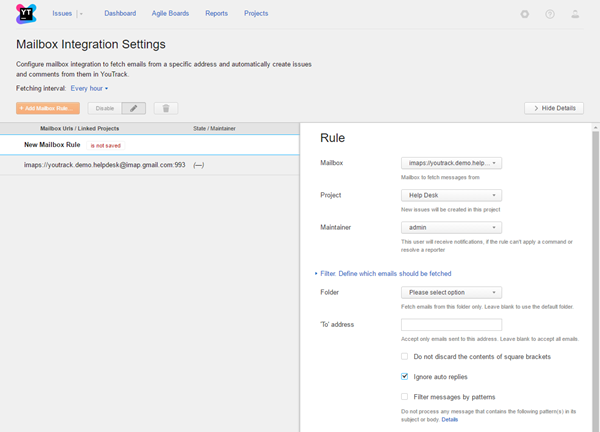 YT
Issues
Dashboard
Agile Boards
Reports
Projects
Mailbox Integration Settings
Configure mailbox integration to fetch emails from a specific address and automatically create issues
and comments from them in YouTrack.
Fetching interval: Every hour
+ Add Mailbox Rule...
Disable
Hide Details
Mailbox Urls / Linked Projects
State / Maintainer
New Mailbox Rule is not saved
imaps://youtrack.demo.helpdesk@imap.gmail.com:993 (—)
Rule
Mailbox
imaps://youtrack.demo.help...
Mailbox to fetch messages from
Project
Help Desk
New issues will be created in this project
Maintainer
admin
This user will receive notifications, if the rule can't apply a command or
resolve a reporter
Filter. Define which emails should be fetched
Folder
Please select option
Fetch emails from this folder only. Leave blank to use the default folder.
'To' address
Accept only emails sent to this address. Leave blank to accept all emails
Do not discard the contents of square brackets
Ignore auto replies
Filter messages by patterns
Do not process any message that contains the following pattern(s) in its
subject or body. Details